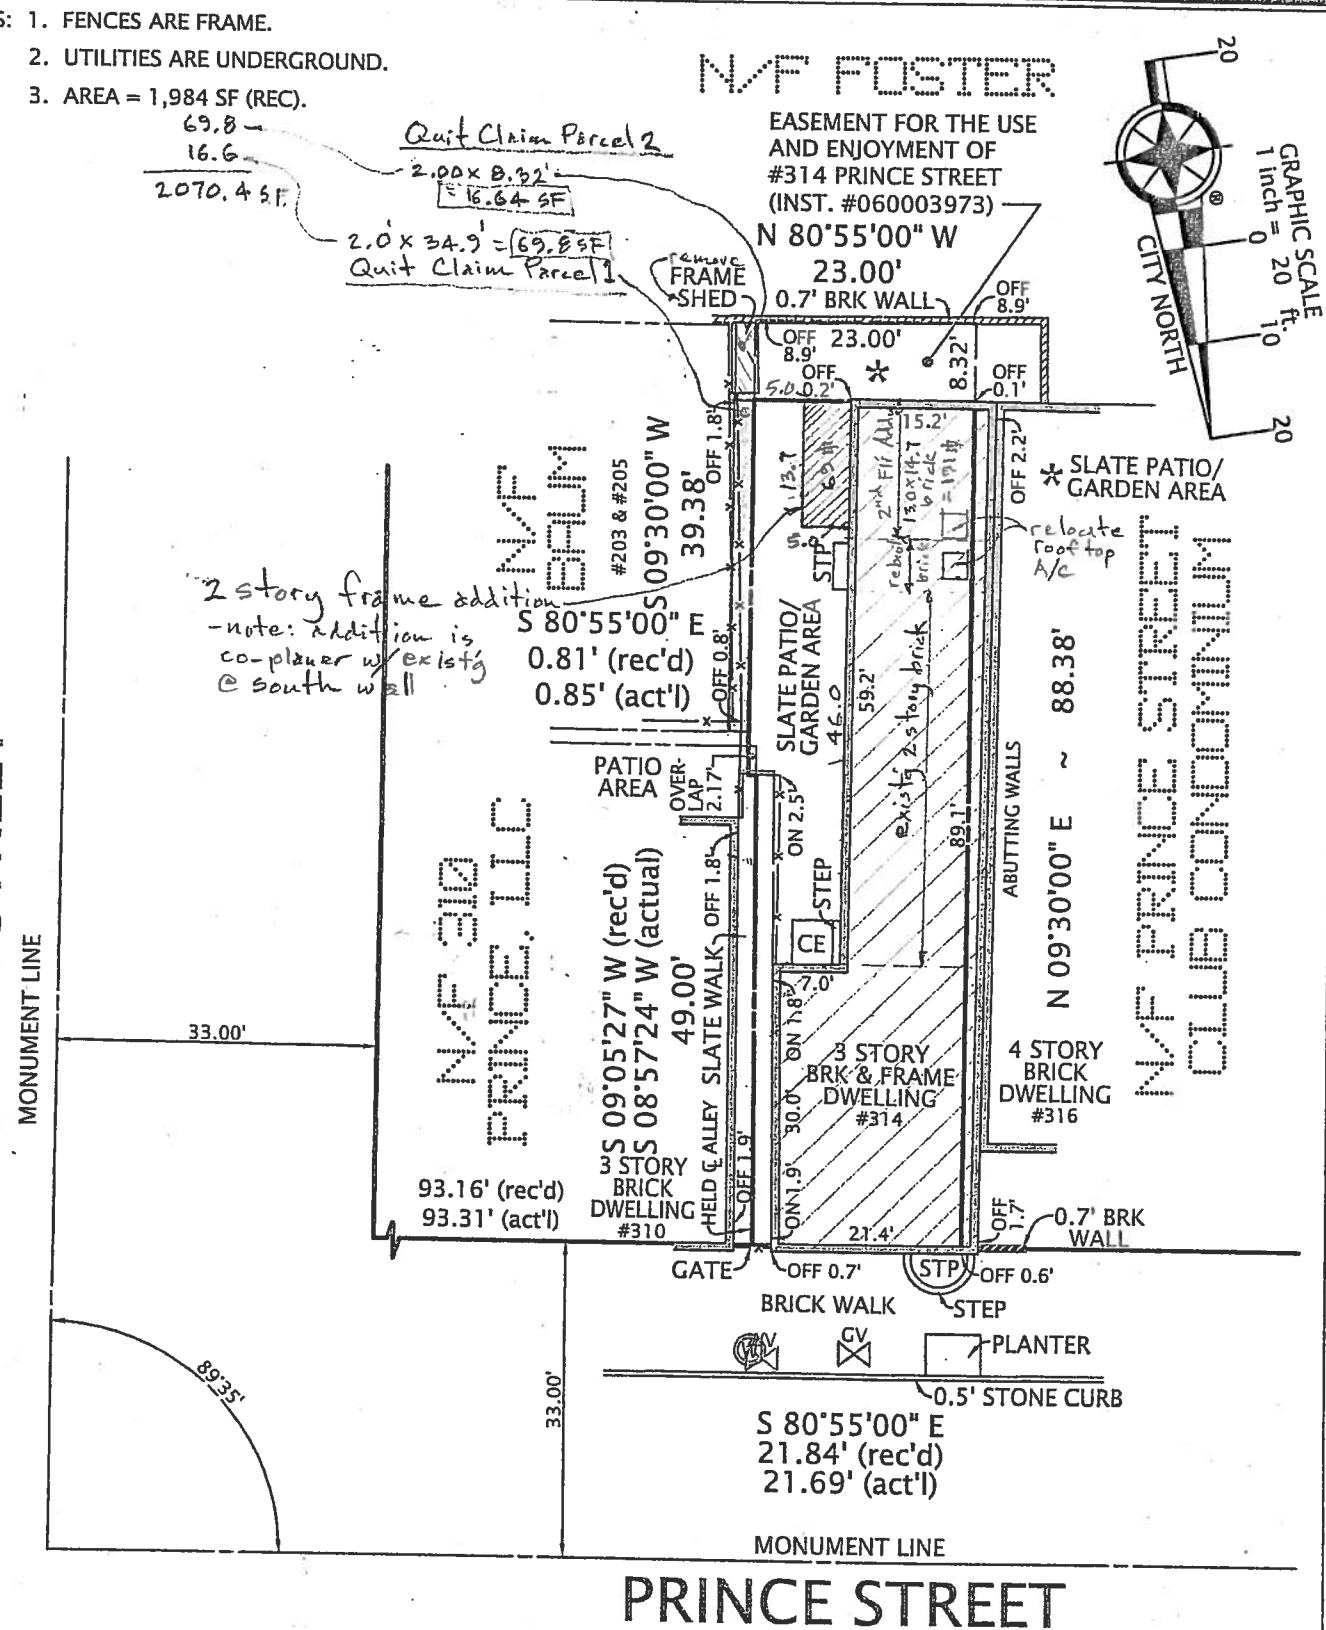 S: 1. FENCES ARE FRAME.
2. UTILITIES ARE UNDERGROUND.
3. AREA = 1,984 SF (REC).
69.8
16.6
2070.4 SF.
Quit Claim Parcel 2
2.00 x 8.32'
= 16.64 SF
2.0' x 34.9' = 69.8 SF
Quit Claim Parcel 1
N/F FOSTER
EASEMENT FOR THE USE
AND ENJOYMENT OF
#314 PRINCE STREET
(INST. #060003973)
N 80°55'00" W
23.00'
0.7' BRK WALL
remove
FRAME
SHED
OFF
8.9'
20
0
10
20
GRAPHIC SCALE
1 inch = 20 ft.
CITY NORTH
®
OFF
8.9'
23.00'
*
8.32'
5.0
OFF
0.2'
OFF
0.1'
OFF 1.8'
15.2'
OFF 2.2'
* SLATE PATIO/
GARDEN AREA
N/F
BAUM
#203 & #205
S 09°30'00" W
39.38'
13.7
69 ⌗
5.0
STP
2nd Flr Addn
13.0x14.7
brick
relocate
rooftop
A/C
2 story frame addition
-note: addition is
co-planer w/ exist'g
@ south wall
S 80°55'00" E
0.81' (rec'd)
0.85' (act'l)
OFF 0.8'
SLATE PATIO/
GARDEN AREA
46.0
59.2'
exist'g 2 story brick
89.1'
ABUTTING WALLS
N 09°30'00" E ~ 88.38'
N/F PRINCE STREET
CLUB CONDOMINIUM
PATIO
AREA
OVER-
LAP
2.17"
ON 2.5'
STEP
CE
7.0'
N/F 310
PRINCE, LLC
S 09°05'27" W (rec'd)
S 08°57'24" W (actual)
49.00'
HELD ℄ ALLEY
SLATE WALK
OFF 1.8'
OFF 1.9'
ON 1.8'
30.0'
ON 1.9'
3 STORY
BRK & FRAME
DWELLING
#314
4 STORY
BRICK
DWELLING
#316
MONUMENT LINE
33.00'
93.16' (rec'd)
93.31' (act'l)
3 STORY
BRICK
DWELLING
#310
21.4'
OFF
1.7'
0.7' BRK
WALL
GATE
OFF 0.7'
STP
OFF 0.6'
BRICK WALK
STEP
GV
PLANTER
0.5' STONE CURB
89°35'
33.00'
S 80°55'00" E
21.84' (rec'd)
21.69' (act'l)
MONUMENT LINE
PRINCE STREET